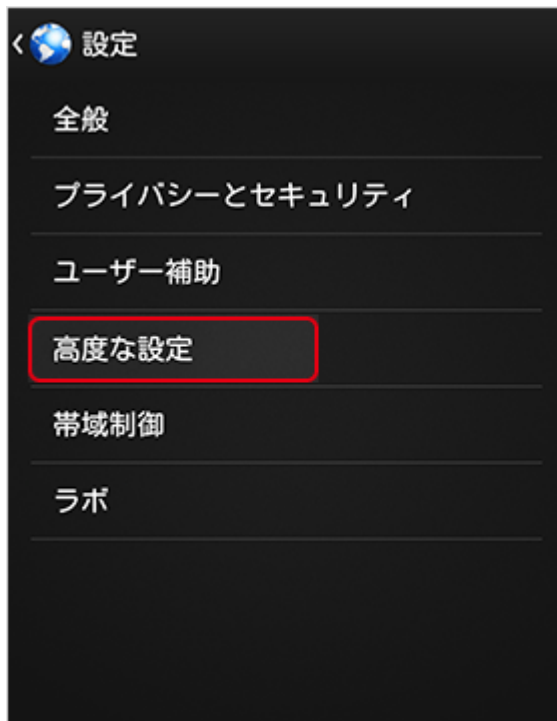 設定
全般
プライバシーとセキュリティ
ユーザー補助
高度な設定
帯域制御
ラボ